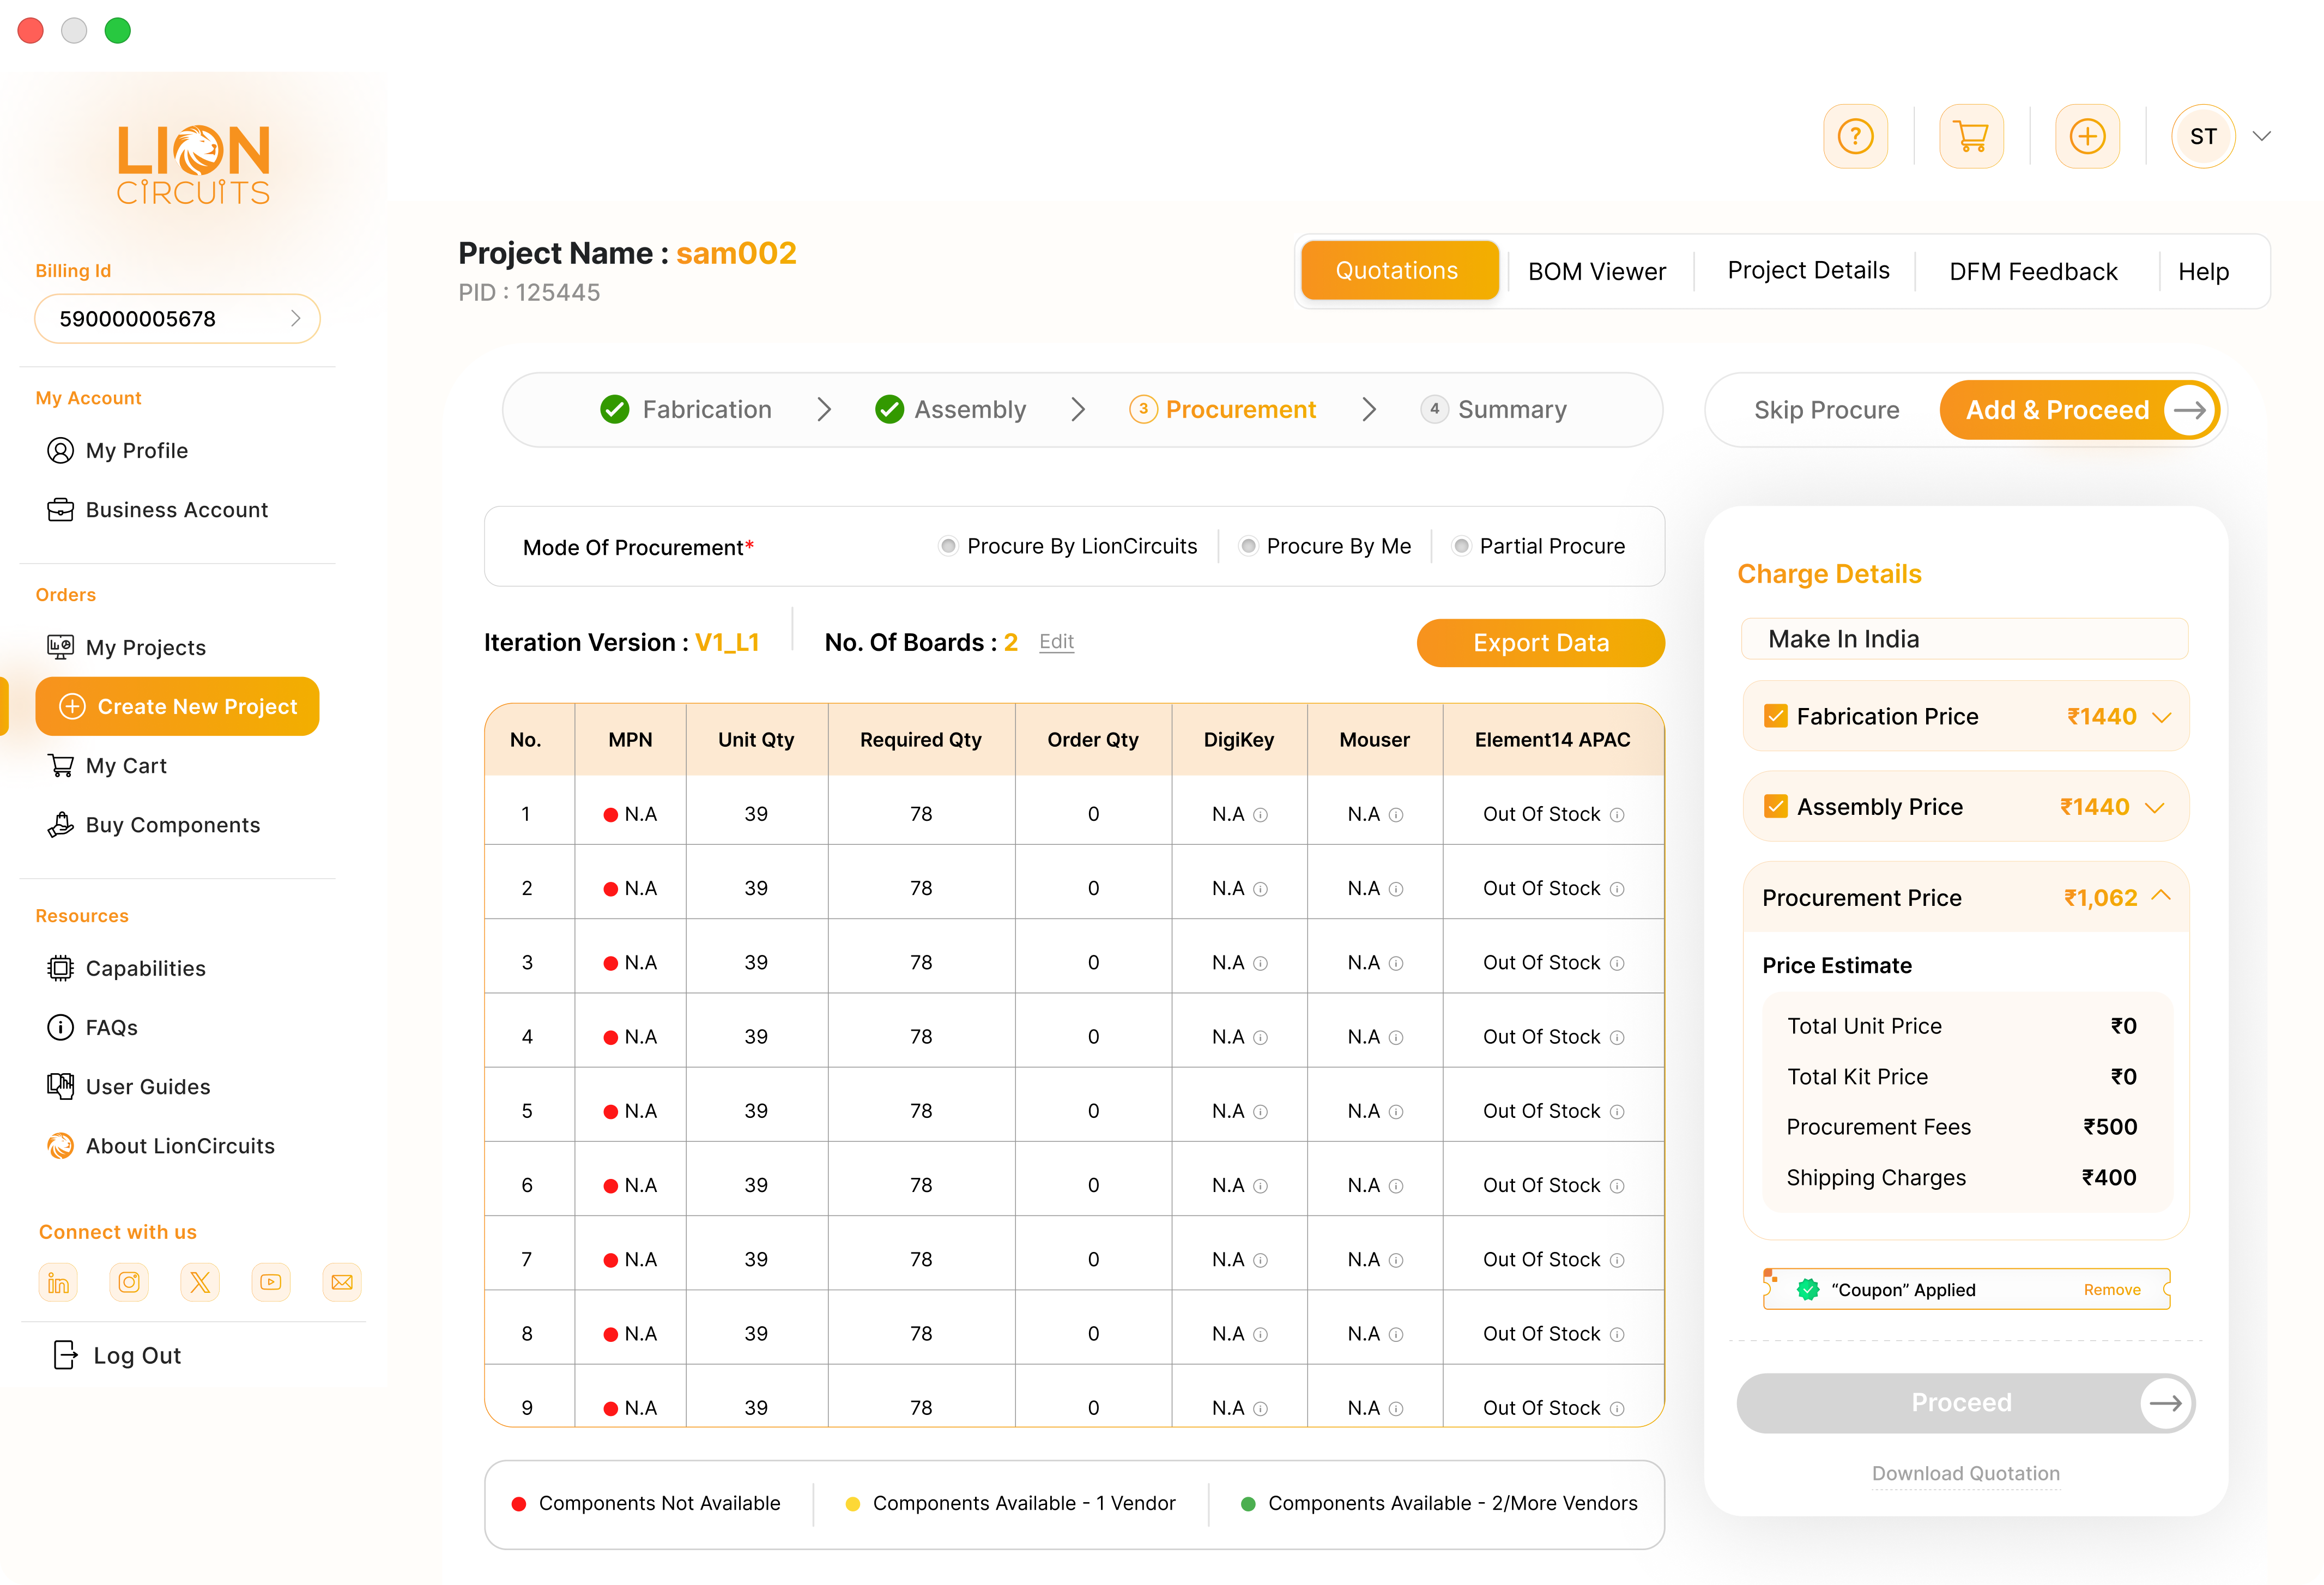 LION
CIRCUITS
ST
Billing Id
590000005678
My Account
My Profile
Business Account
Orders
My Projects
Create New Project
My Cart
Buy Components
Resources
Capabilities
FAQs
User Guides
About LionCircuits
Connect with us
Log Out
Project Name : sam002
PID : 125445
Quotations BOM Viewer Project Details DFM Feedback Help
Fabrication Assembly 3 Procurement 4 Summary
Skip Procure Add & Proceed
Mode Of Procurement* Procure By LionCircuits Procure By Me Partial Procure
Iteration Version : V1_L1 No. Of Boards : 2 Edit Export Data
No. MPN Unit Qty Required Qty Order Qty DigiKey Mouser Element14 APAC
1 N.A 39 78 0 N.A N.A Out Of Stock
2 N.A 39 78 0 N.A N.A Out Of Stock
3 N.A 39 78 0 N.A N.A Out Of Stock
4 N.A 39 78 0 N.A N.A Out Of Stock
5 N.A 39 78 0 N.A N.A Out Of Stock
6 N.A 39 78 0 N.A N.A Out Of Stock
7 N.A 39 78 0 N.A N.A Out Of Stock
8 N.A 39 78 0 N.A N.A Out Of Stock
9 N.A 39 78 0 N.A N.A Out Of Stock
Components Not Available Components Available - 1 Vendor Components Available - 2/More Vendors
Charge Details
Make In India
Fabrication Price ₹1440
Assembly Price ₹1440
Procurement Price ₹1,062
Price Estimate
Total Unit Price ₹0
Total Kit Price ₹0
Procurement Fees ₹500
Shipping Charges ₹400
“Coupon” Applied Remove
Proceed
Download Quotation